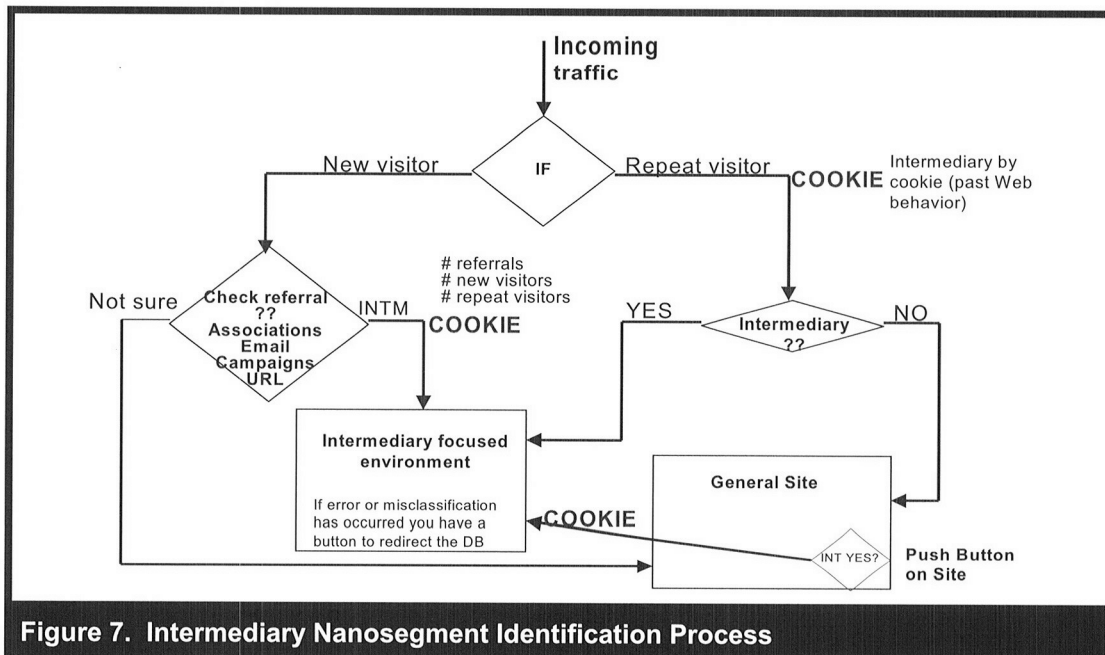 Incoming
traffic
IF
New visitor
Repeat visitor
COOKIE
Intermediary by
cookie (past Web
behavior)
# referrals
# new visitors
# repeat visitors
Not sure
Check referral
??
Associations
Email
Campaigns
URL
INTM
COOKIE
YES
Intermediary
??
NO
Intermediary focused
environment
If error or misclassification
has occurred you have a
button to redirect the DB
General Site
COOKIE
INT YES?
Push Button
on Site
Figure 7. Intermediary Nanosegment Identification Process